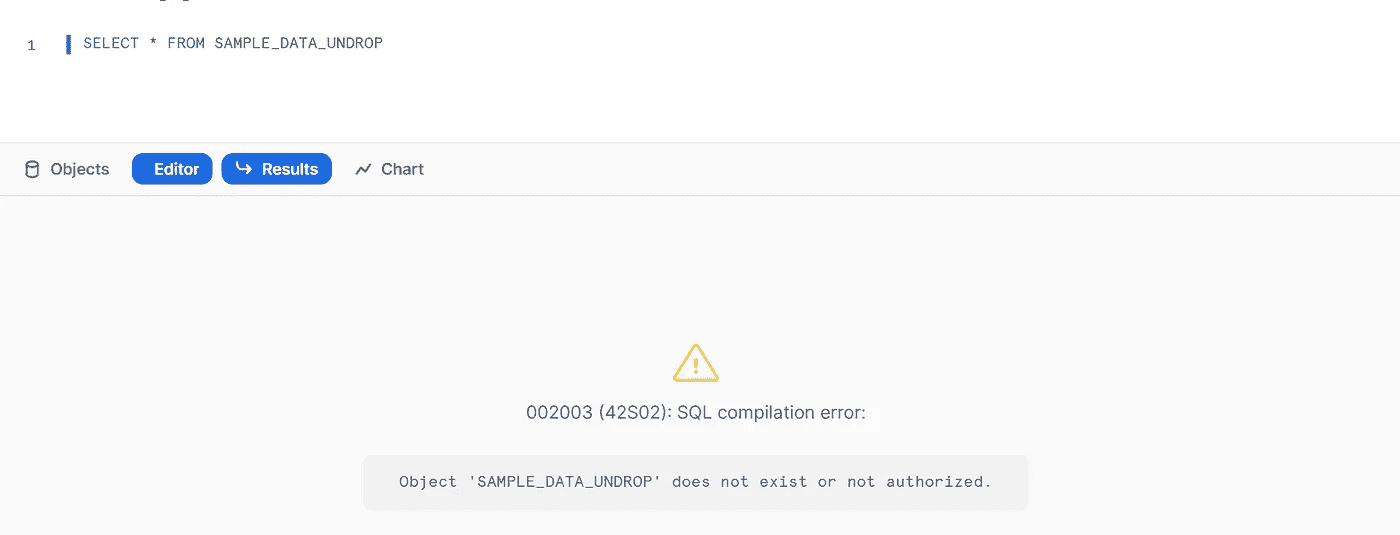 1 SELECT * FROM SAMPLE_DATA_UNDROP
Objects Editor Results Chart
002003 (42S02): SQL compilation error:
Object 'SAMPLE_DATA_UNDROP' does not exist or not authorized.